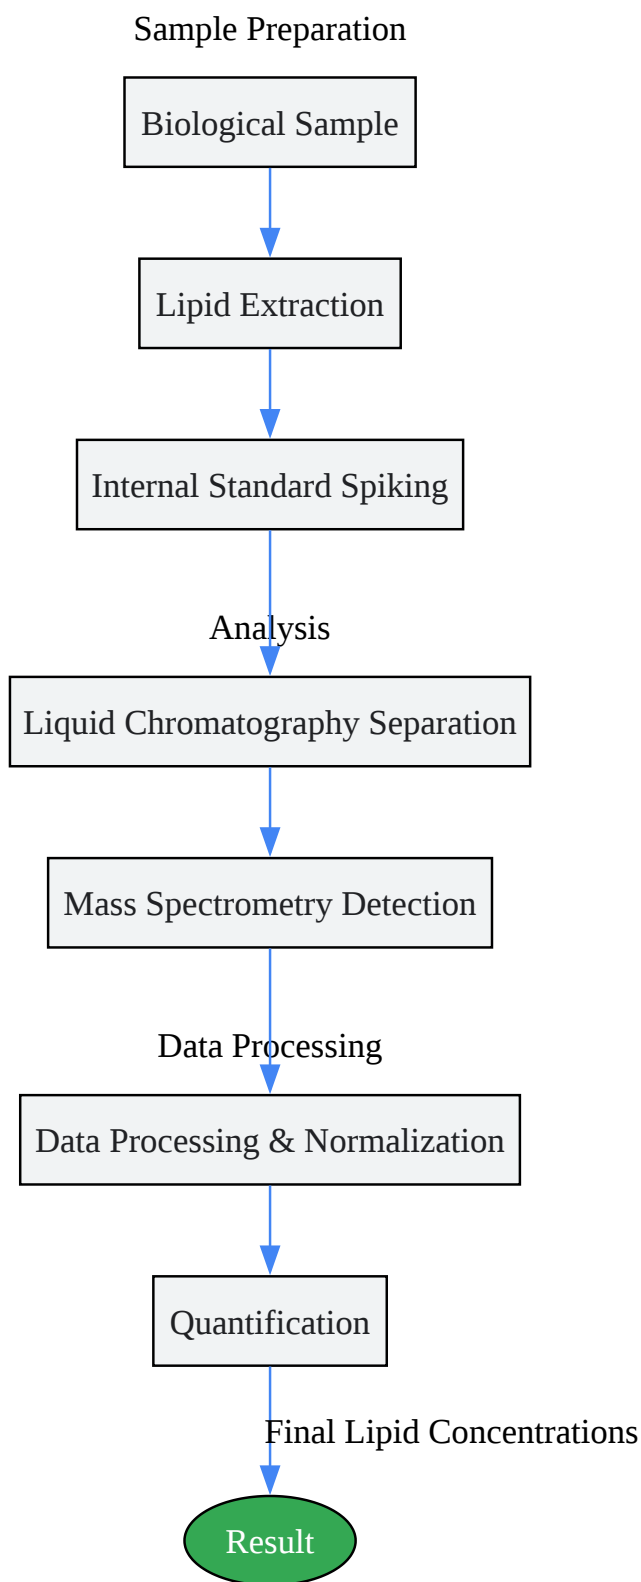 Sample Preparation
Biological Sample
Lipid Extraction
Internal Standard Spiking
Analysis
Liquid Chromatography Separation
Mass Spectrometry Detection
Data Processing
Data Processing & Normalization
Quantification
Final Lipid Concentrations
Result